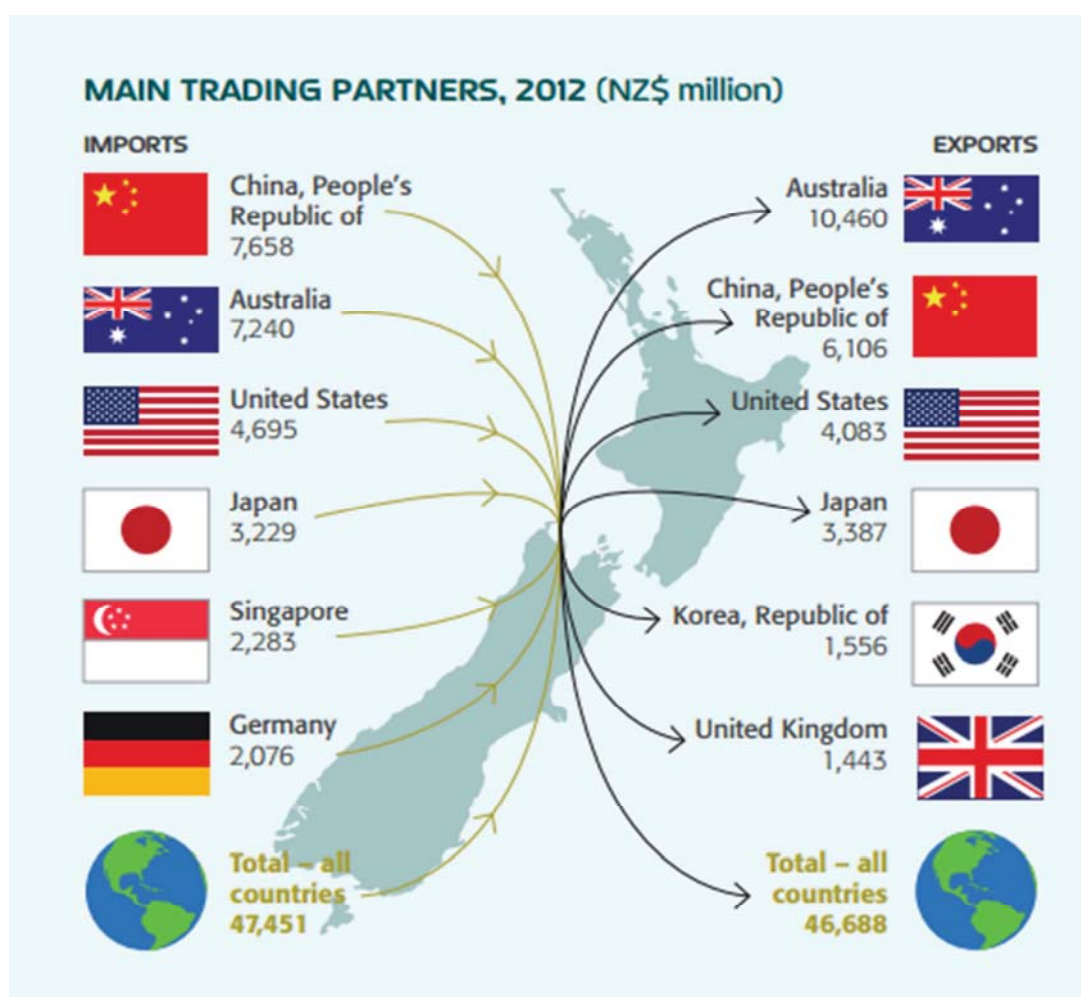 MAIN TRADING PARTNERS, 2012 (NZ$ million)
IMPORTS
China, People's
Republic of
7,658
Australia
7,240
United States
4,695
Japan
3,229
Singapore
2,283
Germany
2,076
Total – all
countries
47,451
EXPORTS
Australia
10,460
China, People's
Republic of
6,106
United States
4,083
Japan
3,387
Korea, Republic of
1,556
United Kingdom
1,443
Total – all
countries
46,688